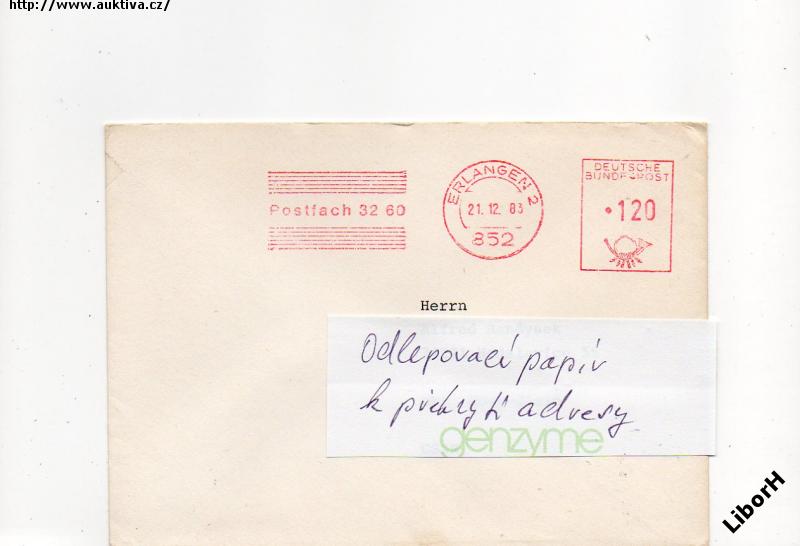 http://www.auktiva.cz/
DEUTSCHE
BUNDESPOST
Postfach 32 60
ERLANGEN 2
21.12.83
852
120
Herrn
Odlepovací papír
k překrytí adresy
genzyme
LiborH